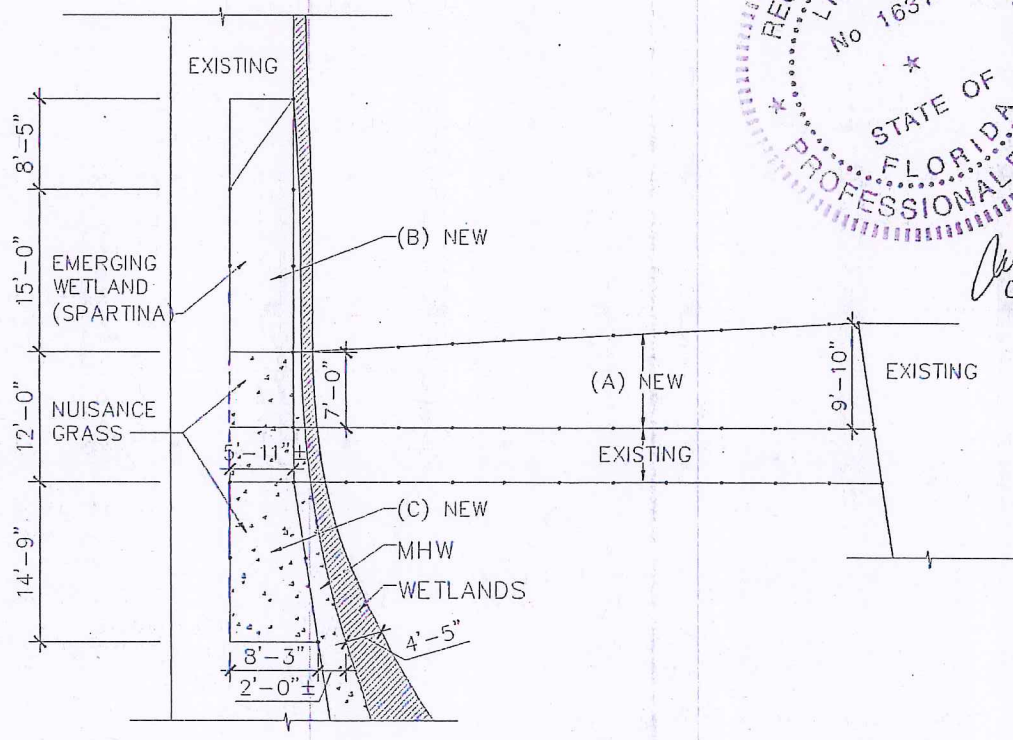 EXISTING
8'-5"
15'-0"
12'-0"
14'-9"
EMERGING
WETLAND
(SPARTINA)
NUISANCE
GRASS
(B) NEW
7'-0"
(A) NEW
EXISTING
9'-10"
EXISTING
5'-11"±
(C) NEW
MHW
WETLANDS
4'-5"
8'-3"
2'-0"±
No 1637
STATE OF
FLORIDA
PROFESSIONAL